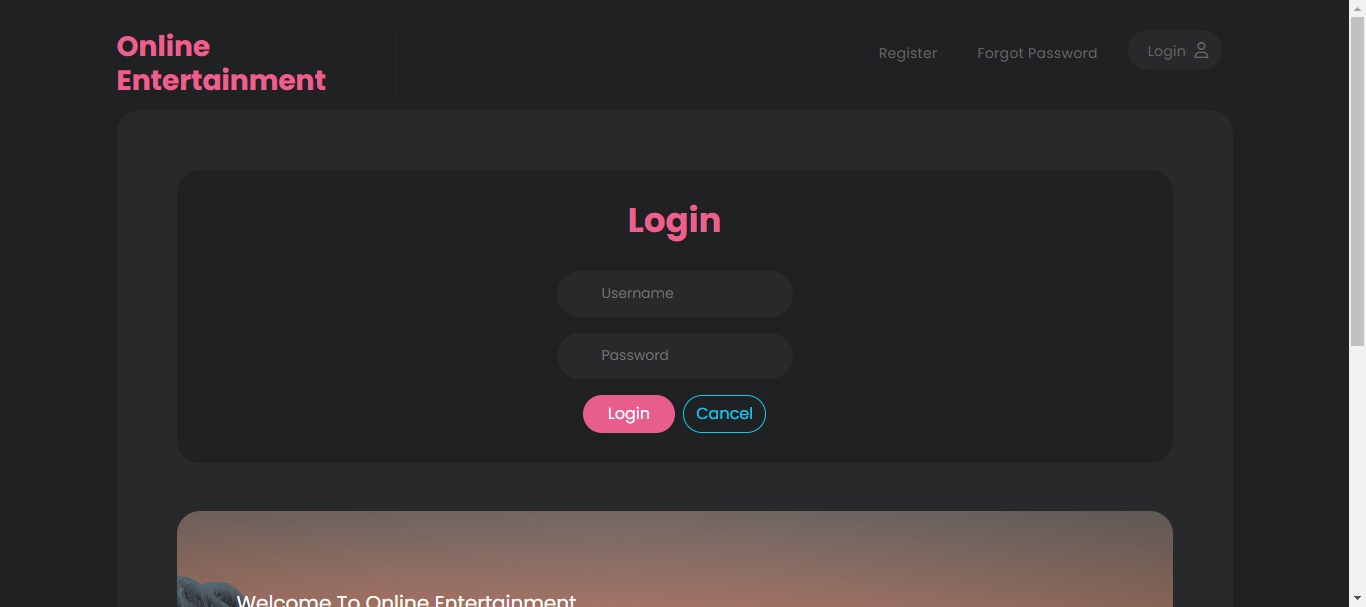 Online
Entertainment
Register
Forgot Password
Login
Login
Username
Password
Login
Cancel
Welcome To Online Entertainment